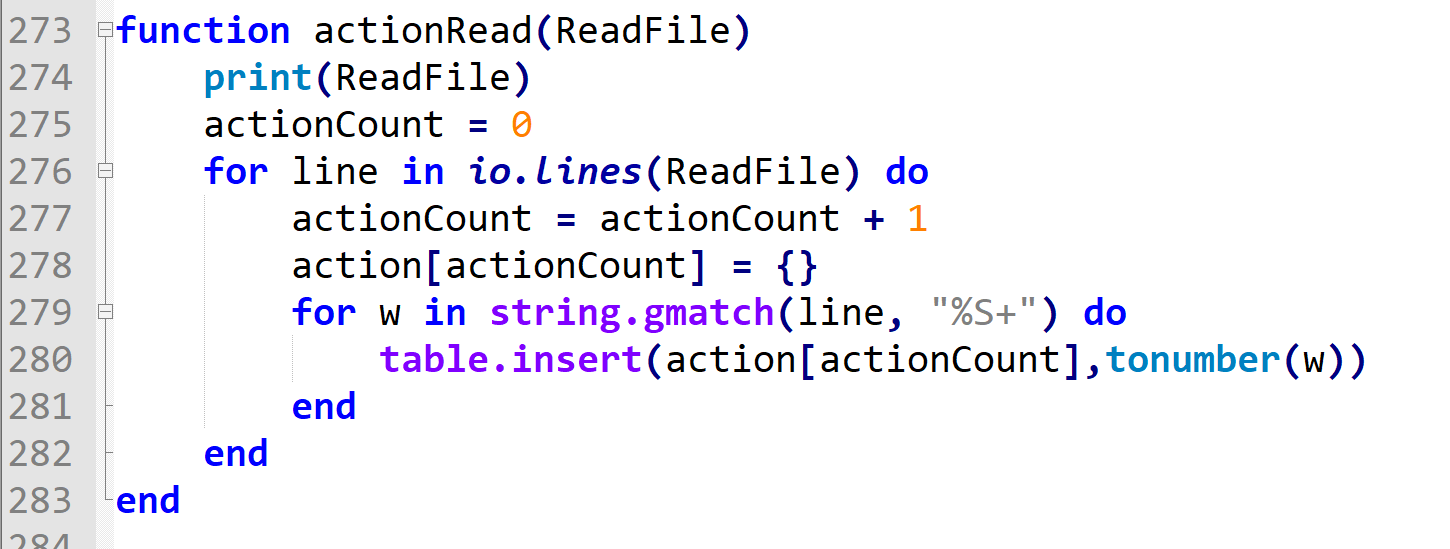 273 function actionRead(ReadFile)
274     print(ReadFile)
275     actionCount = 0
276     for line in io.lines(ReadFile) do
277         actionCount = actionCount + 1
278         action[actionCount] = {}
279         for w in string.gmatch(line, "%S+") do
280             table.insert(action[actionCount],tonumber(w))
281         end
282     end
283 end
284